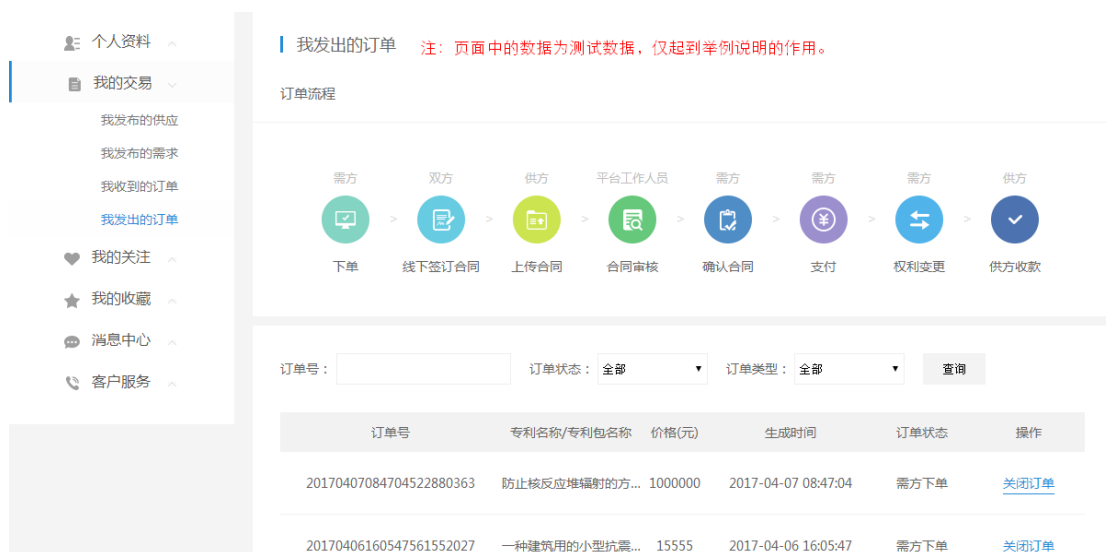 个人资料
我的交易
我发布的供应
我发布的需求
我收到的订单
我发出的订单
我的关注
我的收藏
消息中心
客户服务
我发出的订单 注：页面中的数据为测试数据，仅起到举例说明的作用。
订单流程
需方 双方 供方 平台工作人员 需方 需方 需方 供方
> > > > > > >
下单 线下签订合同 上传合同 合同审核 确认合同 支付 权利变更 供方收款
订单号： 订单状态： 全部 订单类型： 全部 查询
订单号 专利名称/专利包名称 价格(元) 生成时间 订单状态 操作
20170407084704522880363 防止核反应堆辐射的方... 1000000 2017-04-07 08:47:04 需方下单 关闭订单
20170406160547561552027 一种建筑用的小型抗震... 15555 2017-04-06 16:05:47 需方下单 关闭订单